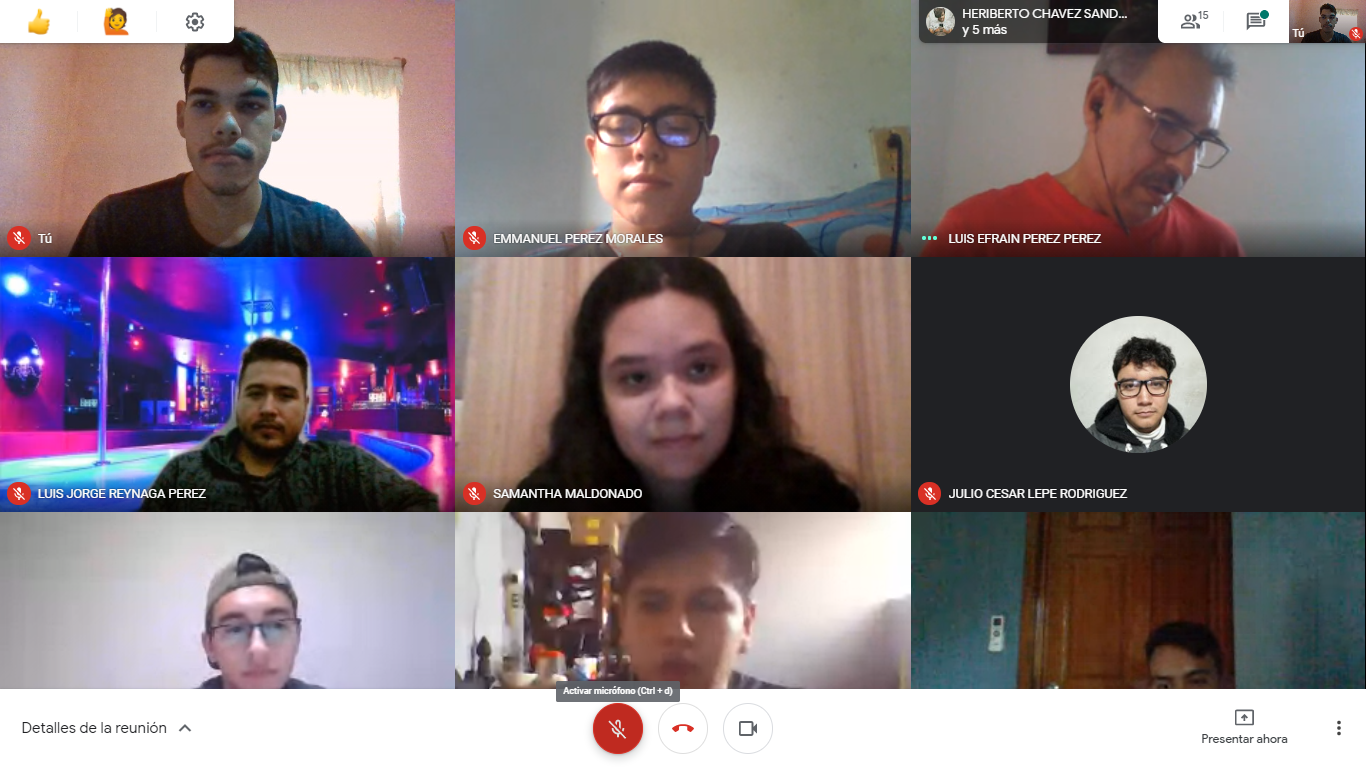 HERIBERTO CHAVEZ SAND...
y 5 más
15
Tú
Tú
EMMANUEL PEREZ MORALES
LUIS EFRAIN PEREZ PEREZ
LUIS JORGE REYNAGA PEREZ
SAMANTHA MALDONADO
JULIO CESAR LEPE RODRIGUEZ
Activar micrófono (Ctrl + d)
Detalles de la reunión
Presentar ahora